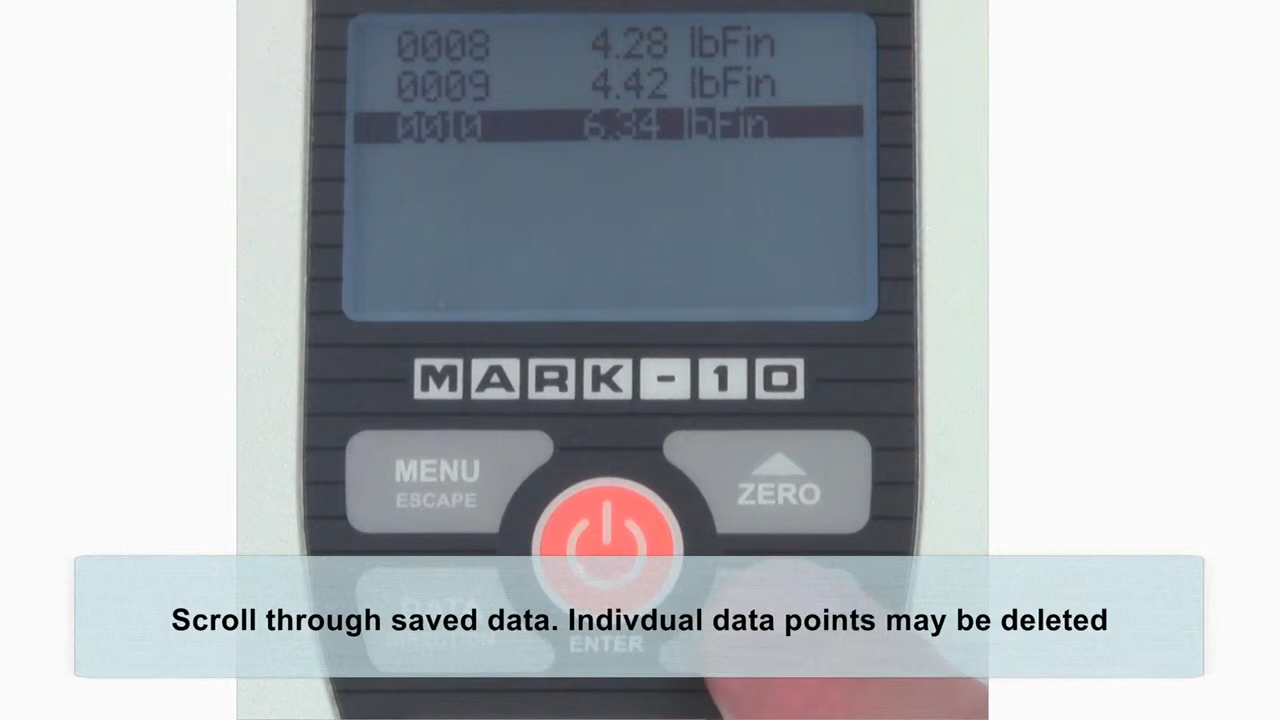 0008 4.28 lbFin
0009 4.42 lbFin
0010 6.34 lbFin
MARK-10
MENU
ESCAPE
ZERO
DATA
Scroll through saved data. Indivdual data points may be deleted
ENTER